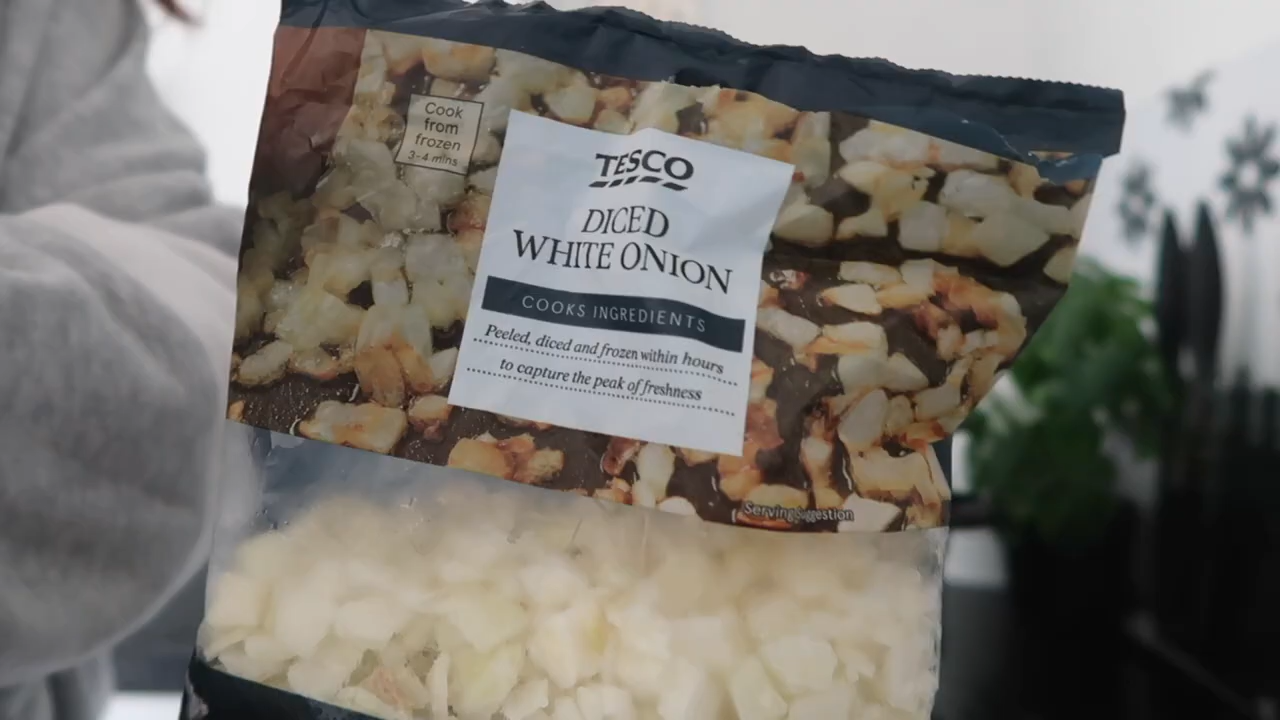 Cook
from
frozen
3-4 mins
TESCO
DICED
WHITE ONION
COOKS INGREDIENTS
Peeled, diced and frozen within hours
to capture the peak of freshness
Serving Suggestion